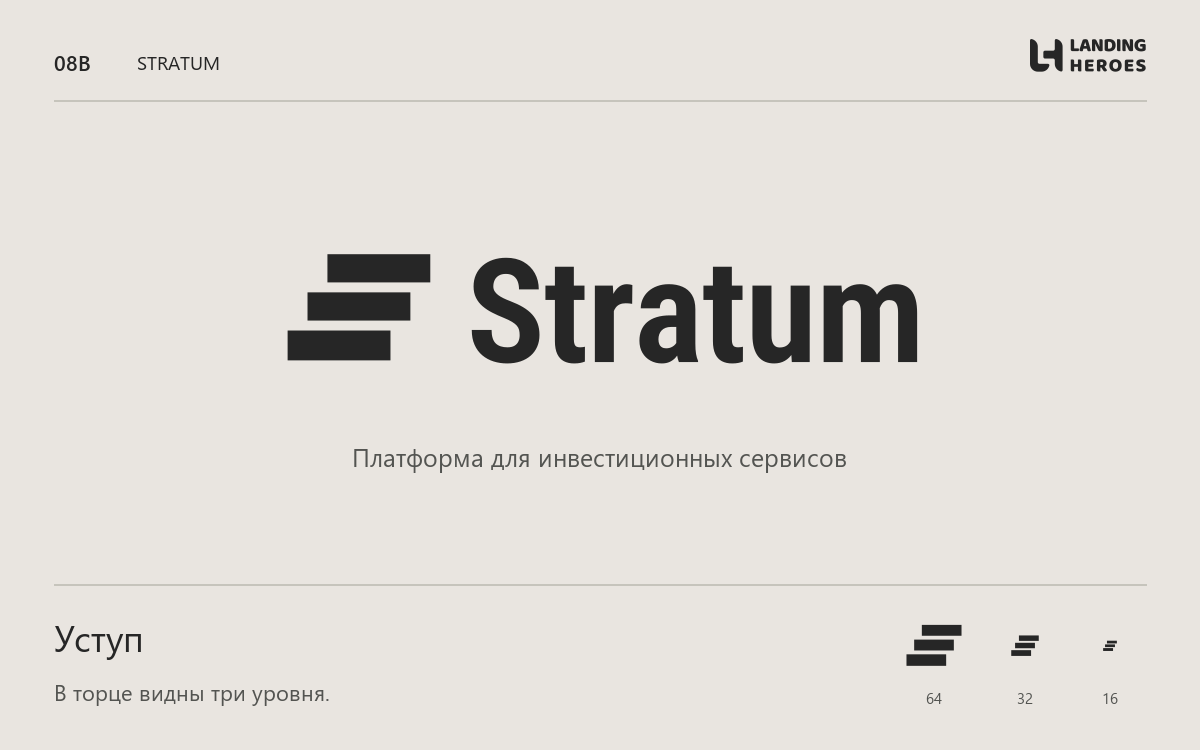 08B STRATUM
LANDING
HEROES
Stratum
Платформа для инвестиционных сервисов
Уступ
В торце видны три уровня.
64 32 16